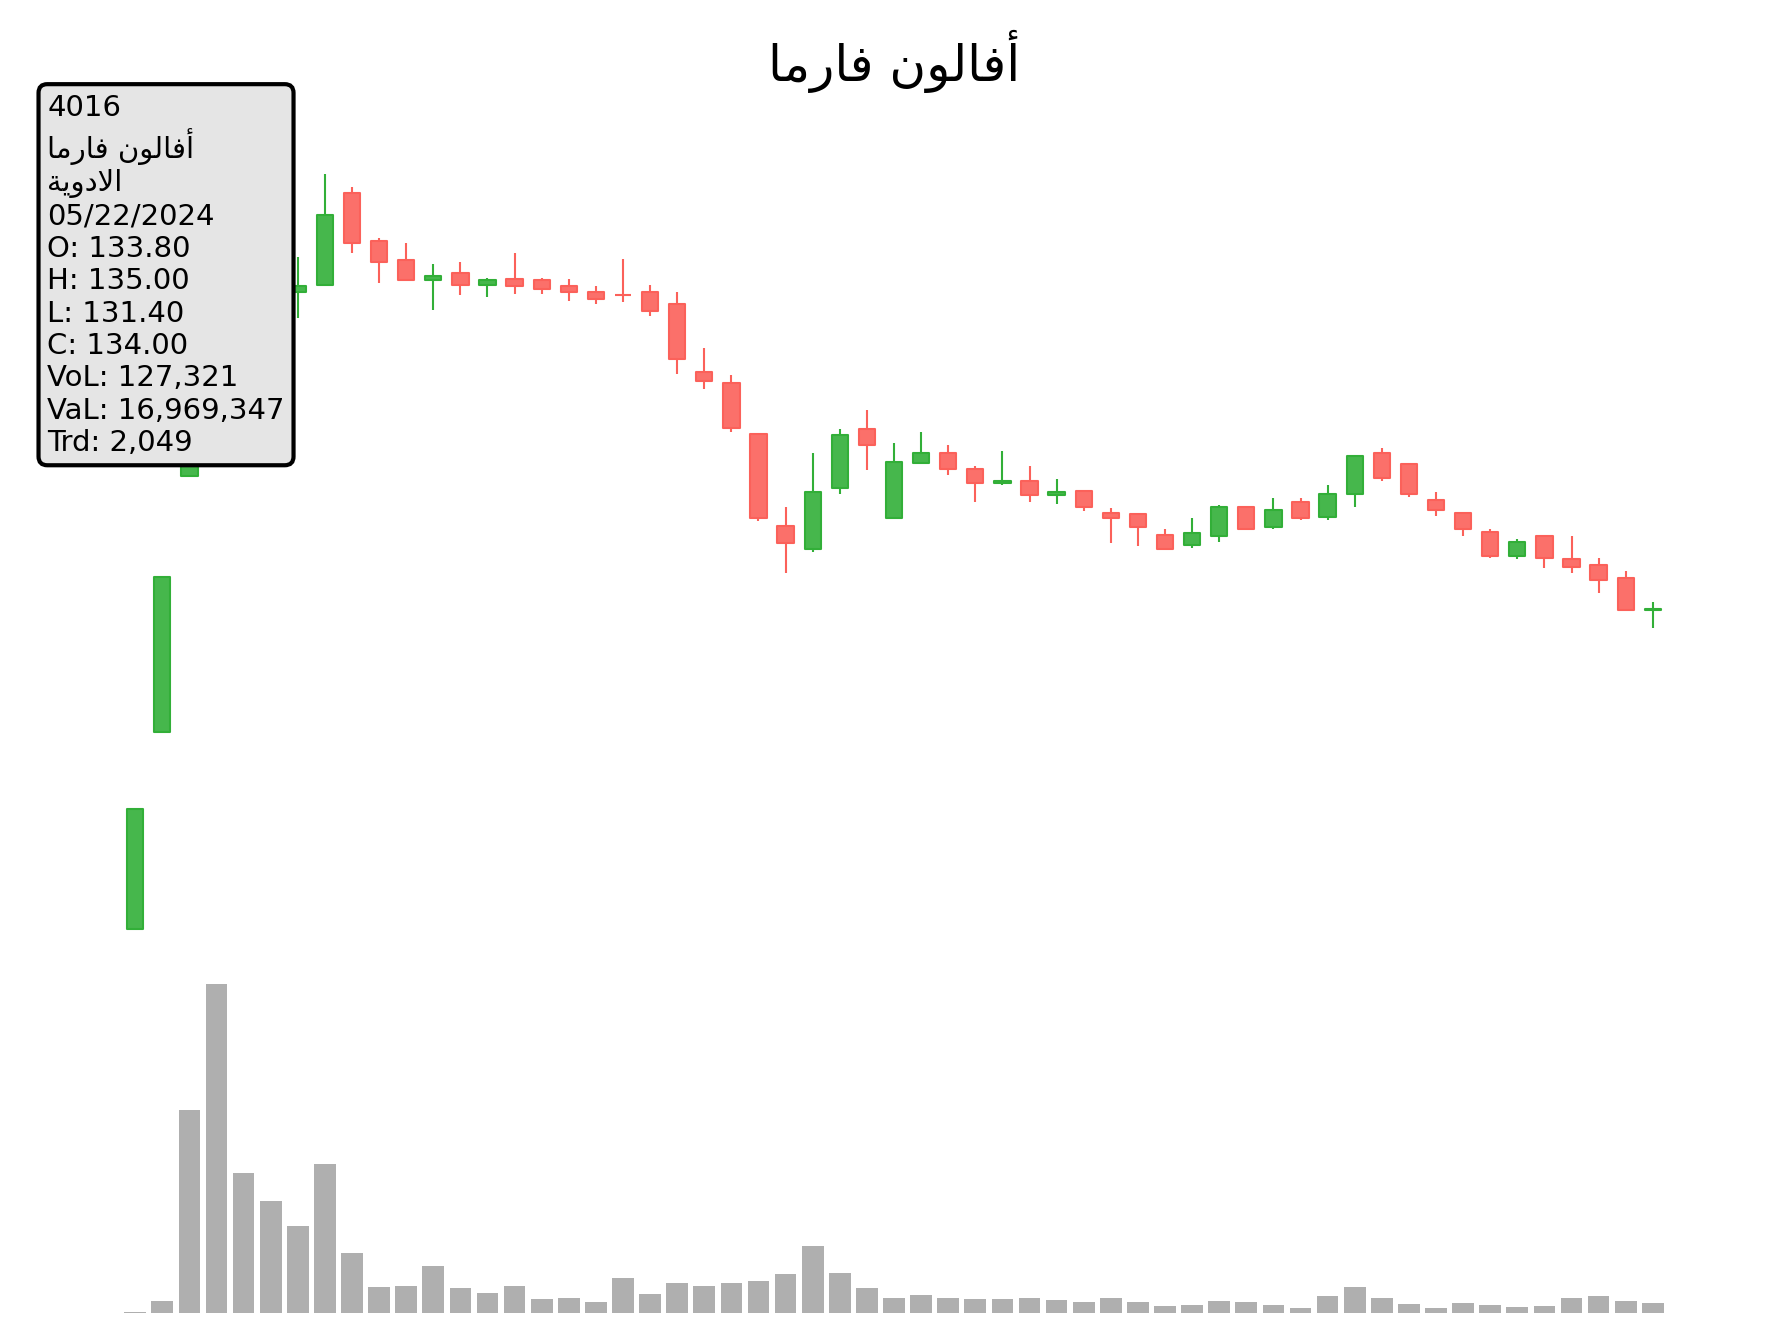 أفالون فارما
4016
أفالون فارما
الادوية
05/22/2024
O: 133.80
H: 135.00
L: 131.40
C: 134.00
VoL: 127,321
VaL: 16,969,347
Trd: 2,049